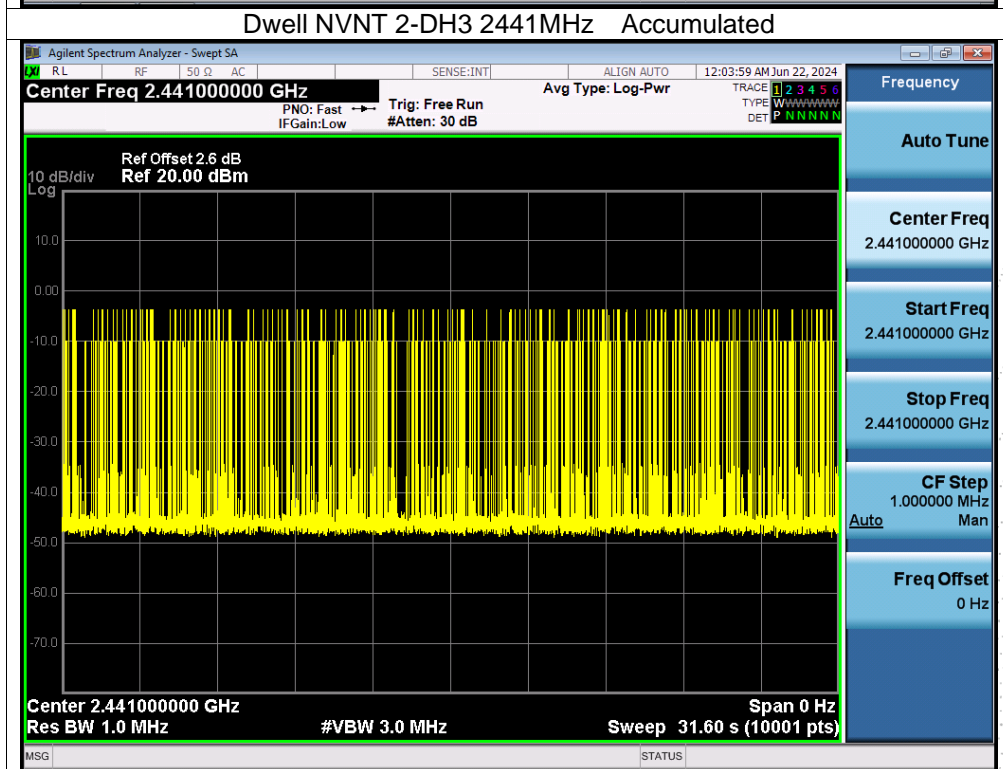 Dwell NVNT 2-DH3 2441MHz Accumulated
Agilent Spectrum Analyzer - Swept SA
LXI RL RF 50 Ω AC SENSE:INT ALIGN AUTO 12:03:59 AM Jun 22, 2024
Center Freq 2.441000000 GHz
PNO: Fast
IFGain:Low
Trig: Free Run
#Atten: 30 dB
Avg Type: Log-Pwr
TRACE 1 2 3 4 5 6
TYPE WWWWWWW
DET P N N N N N
Ref Offset 2.6 dB
10 dB/div Ref 20.00 dBm
Log
10.0
0.00
-10.0
-20.0
-30.0
-40.0
-50.0
-60.0
-70.0
Center 2.441000000 GHz Span 0 Hz
Res BW 1.0 MHz #VBW 3.0 MHz Sweep 31.60 s (10001 pts)
MSG STATUS
Frequency
Auto Tune
Center Freq
2.441000000 GHz
Start Freq
2.441000000 GHz
Stop Freq
2.441000000 GHz
CF Step
1.000000 MHz
Auto Man
Freq Offset
0 Hz